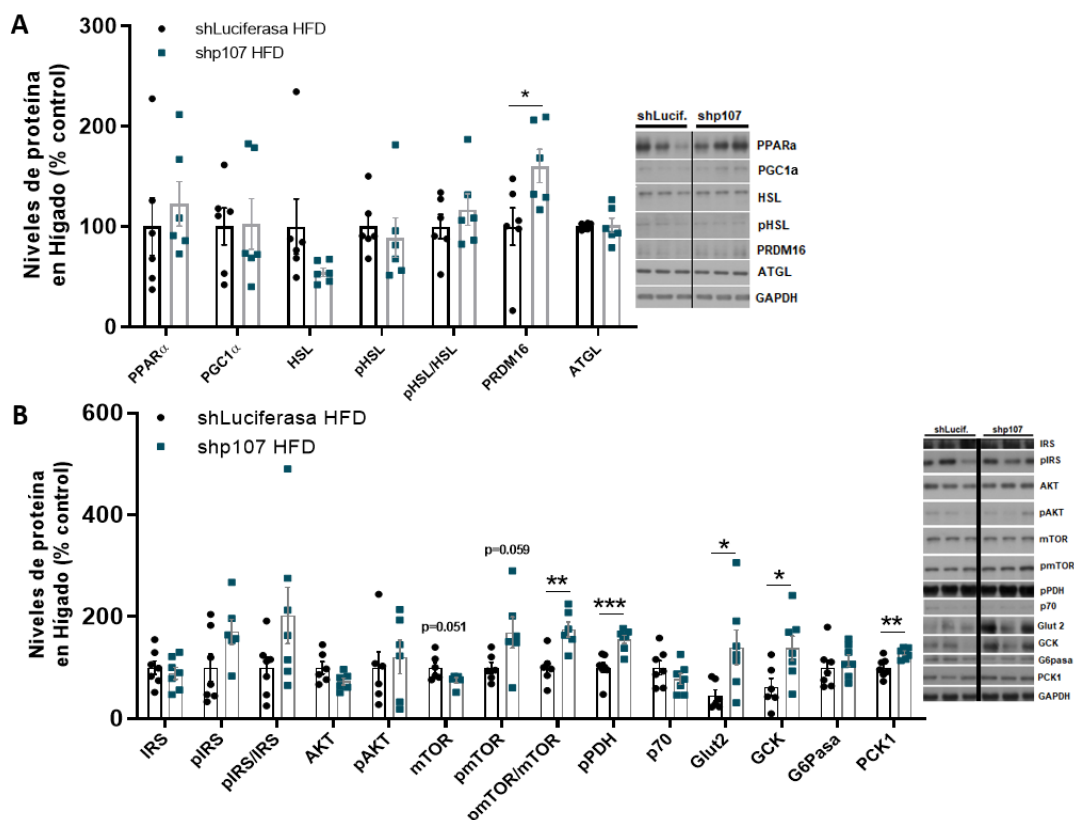 A
300
200
100
0
Niveles de proteína
en Hígado (% control)
shLuciferasa HFD
shp107 HFD
*
PPARα
PGC1α
HSL
pHSL
pHSL/HSL
PRDM16
ATGL
shLucif. shp107
PPARa
PGC1a
HSL
pHSL
PRDM16
ATGL
GAPDH
B
600
400
200
0
Niveles de proteína
en Hígado (% control)
shLuciferasa HFD
shp107 HFD
p=0.051
p=0.059
**
***
*
*
**
IRS
pIRS
pIRS/IRS
AKT
pAKT
mTOR
pmTOR
pmTOR/mTOR
pPDH
p70
Glut2
GCK
G6Pasa
PCK1
shLucif. shp107
IRS
pIRS
AKT
pAKT
mTOR
pmTOR
pPDH
p70
Glut 2
GCK
G6pasa
PCK1
GAPDH